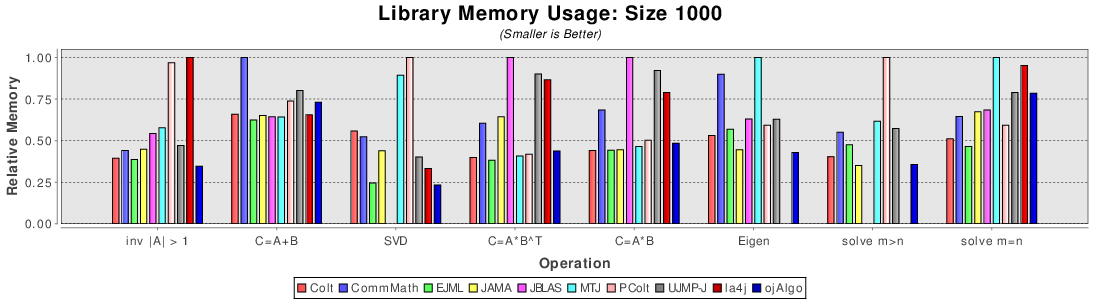 Library Memory Usage: Size 1000
(Smaller is Better)
Relative Memory
1.00
0.75
0.50
0.25
0.00
inv |A| > 1 C=A+B SVD C=A*B^T C=A*B Eigen solve m>n solve m=n
Operation
Colt CommMath EJML JAMA JBLAS MTJ PColt UJMP-J la4j ojAlgo